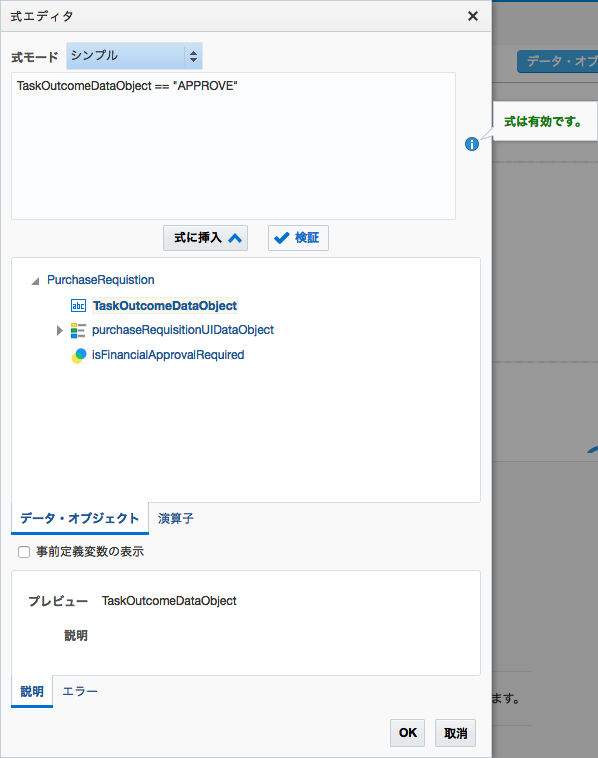 式エディタ
式モード シンプル
データ・オブ
TaskOutcomeDataObject == "APPROVE"
式は有効です。
式に挿入 検証
PurchaseRequistion
abc TaskOutcomeDataObject
purchaseRequisitionUIDataObject
isFinancialApprovalRequired
データ・オブジェクト 演算子
事前定義変数の表示
プレビュー TaskOutcomeDataObject
説明
説明 エラー
ます。
OK 取消